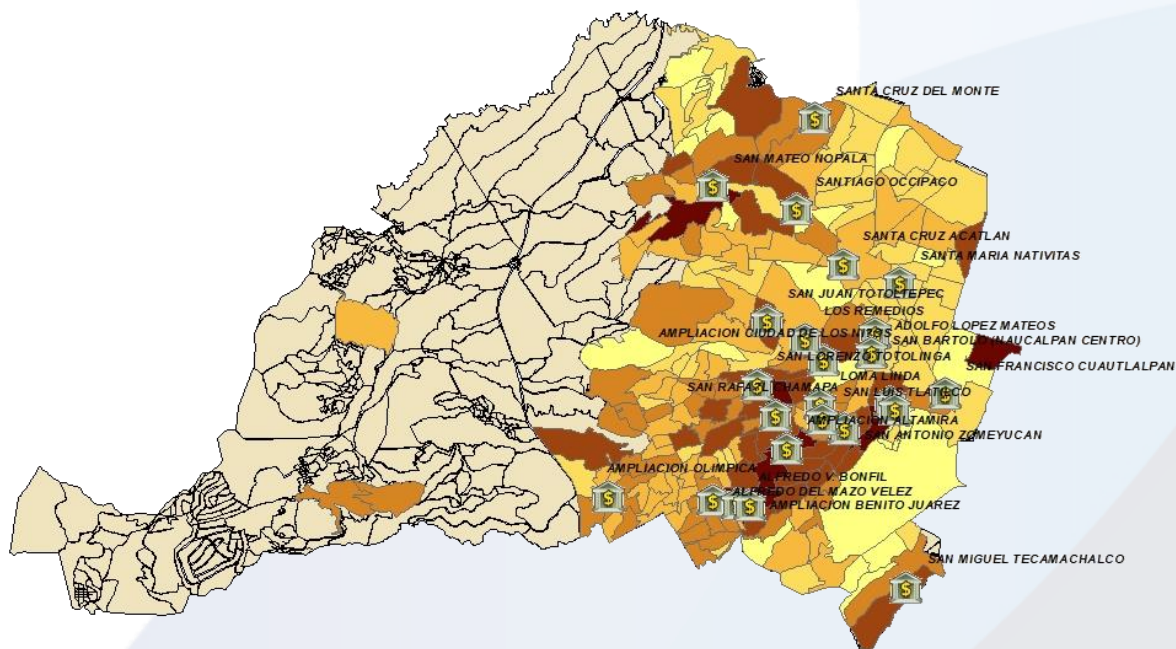 SANTA CRUZ DEL MONTE
SAN MATEO NOPALA
SANTIAGO OCCIPACO
SANTA CRUZ ACATLAN
SANTA MARIA NATIVITAS
SAN JUAN TOTOLTEPEC
LOS REMEDIOS
ADOLFO LOPEZ MATEOS
AMPLIACION CIUDAD DE LOS NIÑOS
SAN BARTOLO (NAUCALPAN CENTRO)
SAN LORENZO TOTOLINGA
SAN FRANCISCO CUAUTLALPAN
LOMA LINDA
SAN RAFAEL CHAMAPA
SAN LUIS TLATILCO
AMPLIACION ALTAMIRA
SAN ANTONIO ZOMEYUCAN
AMPLIACION OLIMPICA
ALFREDO V. BONFIL
ALFREDO DEL MAZO VELEZ
AMPLIACION BENITO JUAREZ
SAN MIGUEL TECAMACHALCO